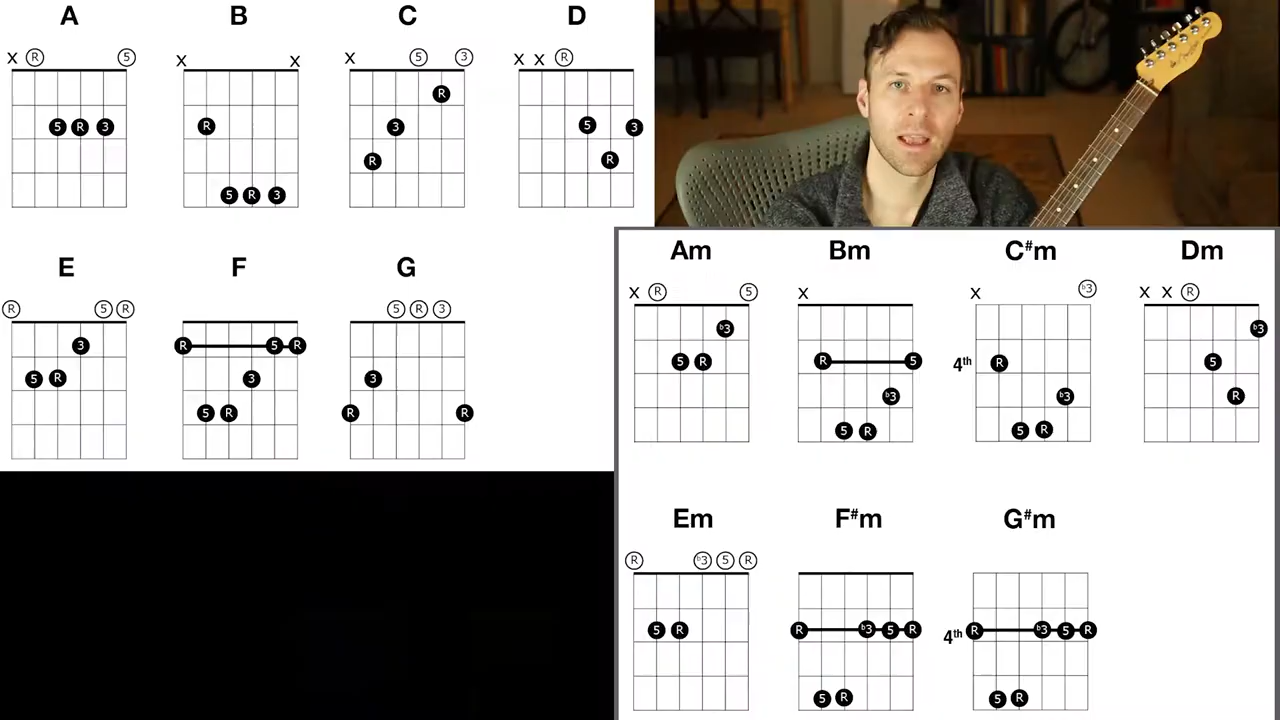 A B C D
x R 5 x x x 5 3 x x R
R
5 R 3 R 3 5 3
R R
5 R 3
E F G
R 5 R 5 R 3
3 R 5 R
5 R 3 3
5 R R R
Am Bm C#m Dm
x R 5 x x b3 x x R
b3 b3
5 R R 5 4th R 5
b3 b3 R
5 R 5 R
Em F#m G#m
R b3 5 R
5 R R b3 5 R 4th R b3 5 R
5 R 5 R